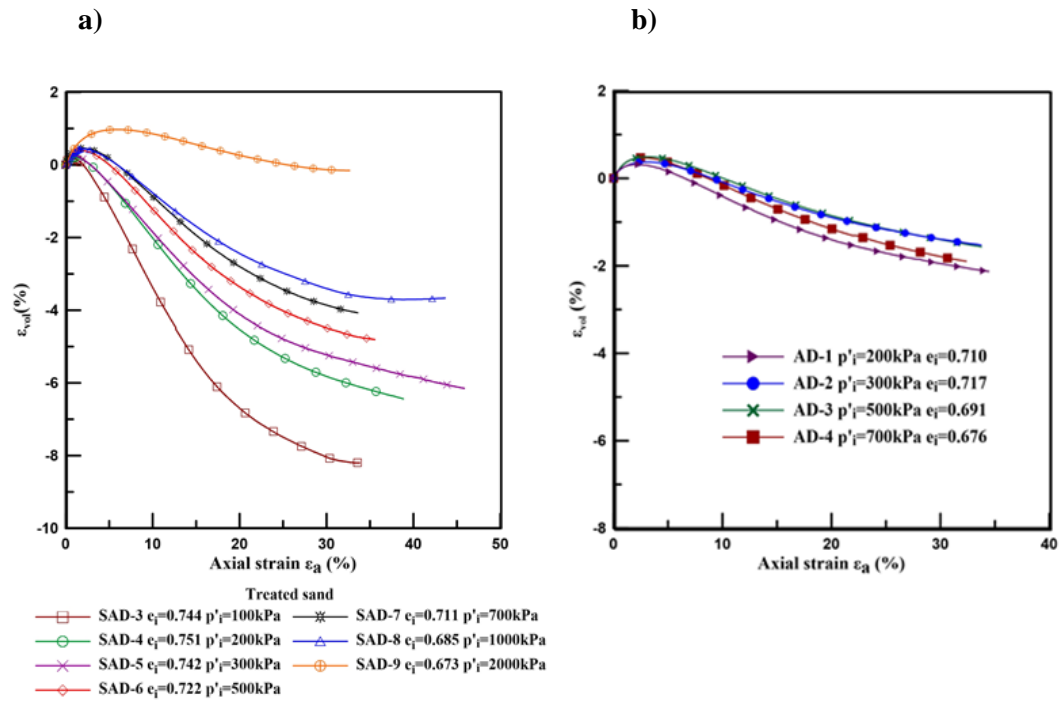 a)
b)
2
0
-2
-4
-6
-8
-10
ε_vol(%)
0 10 20 30 40 50
Axial strain ε_a (%)
Treated sand
SAD-3 e_i=0.744 p'_i=100kPa
SAD-4 e_i=0.751 p'_i=200kPa
SAD-5 e_i=0.742 p'_i=300kPa
SAD-6 e_i=0.722 p'_i=500kPa
SAD-7 e_i=0.711 p'_i=700kPa
SAD-8 e_i=0.685 p'_i=1000kPa
SAD-9 e_i=0.673 p'_i=2000kPa
2
0
-2
-4
-6
-8
ε_vol (%)
AD-1 p'_i=200kPa e_i=0.710
AD-2 p'_i=300kPa e_i=0.717
AD-3 p'_i=500kPa e_i=0.691
AD-4 p'_i=700kPa e_i=0.676
0 10 20 30 40
Axial strain ε_a (%)